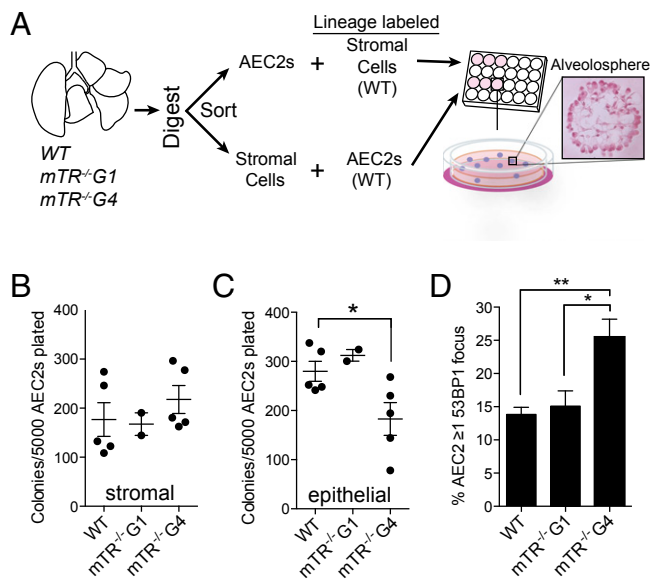 A
Lineage labeled
AEC2s + Stromal Cells (WT)
Digest
Sort
Stromal Cells + AEC2s (WT)
Alveolosphere
WT
mTR-/-G1
mTR-/-G4
B
Colonies/5000 AEC2s plated
400
300
200
100
0
stromal
WT
mTR-/-G1
mTR-/-G4
C
Colonies/5000 AEC2s plated
400
300
200
100
0
*
epithelial
WT
mTR-/-G1
mTR-/-G4
D
% AEC2 ≥1 53BP1 focus
30
25
20
15
10
5
0
**
*
WT
mTR-/-G1
mTR-/-G4